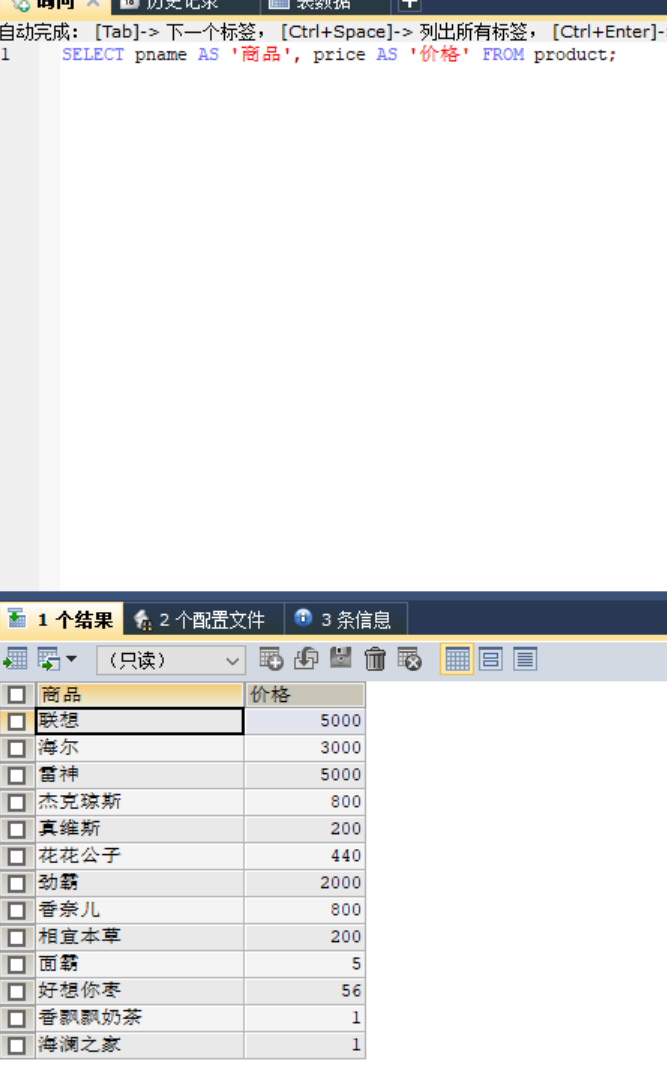 询问 历史记录 表数据
自动完成: [Tab]-> 下一个标签, [Ctrl+Space]-> 列出所有标签, [Ctrl+Enter]-
1 SELECT pname AS '商品', price AS '价格' FROM product;
1 个结果 2 个配置文件 3 条信息
(只读)
商品 价格
联想 5000
海尔 3000
雷神 5000
杰克琼斯 800
真维斯 200
花花公子 440
劲霸 2000
香奈儿 800
相宜本草 200
面霸 5
好想你枣 56
香飘飘奶茶 1
海澜之家 1